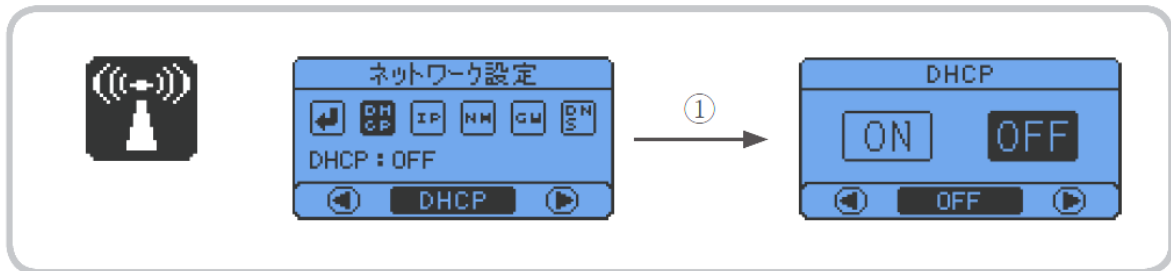 ネットワーク設定
DH
CP
IP
NM
GW
DN
S
DHCP：OFF
DHCP
①
DHCP
ON
OFF
OFF